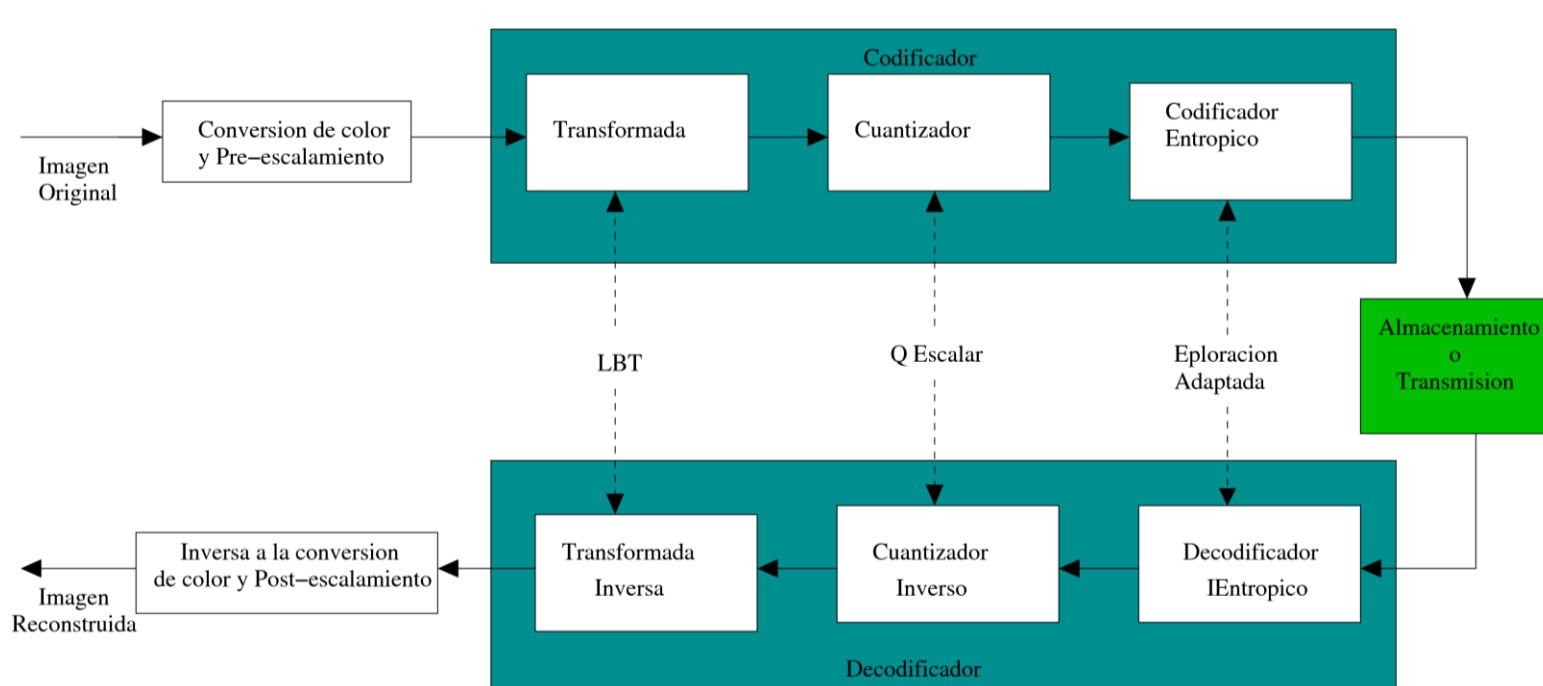 Codificador
Imagen
Original
Conversion de color
y Pre−escalamiento
Transformada
Cuantizador
Codificador
Entropico
LBT
Q Escalar
Eploracion
Adaptada
Almacenamiento
o
Transmision
Imagen
Reconstruida
Inversa a la conversion
de color y Post−escalamiento
Transformada
Inversa
Cuantizador
Inverso
Decodificador
IEntropico
Decodificador